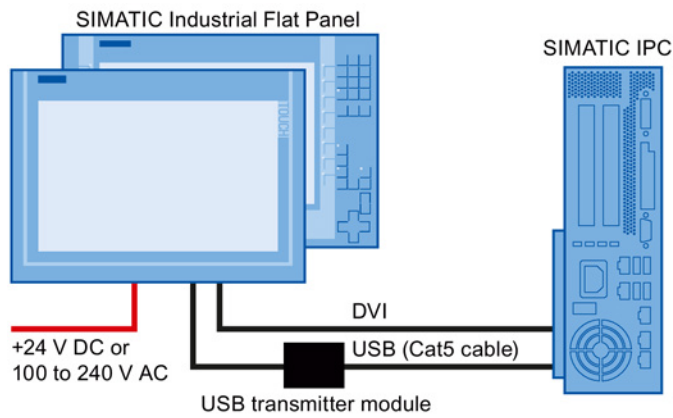 SIMATIC Industrial Flat Panel
SIMATIC IPC
TOUCH
DVI
+24 V DC or
100 to 240 V AC
USB (Cat5 cable)
USB transmitter module